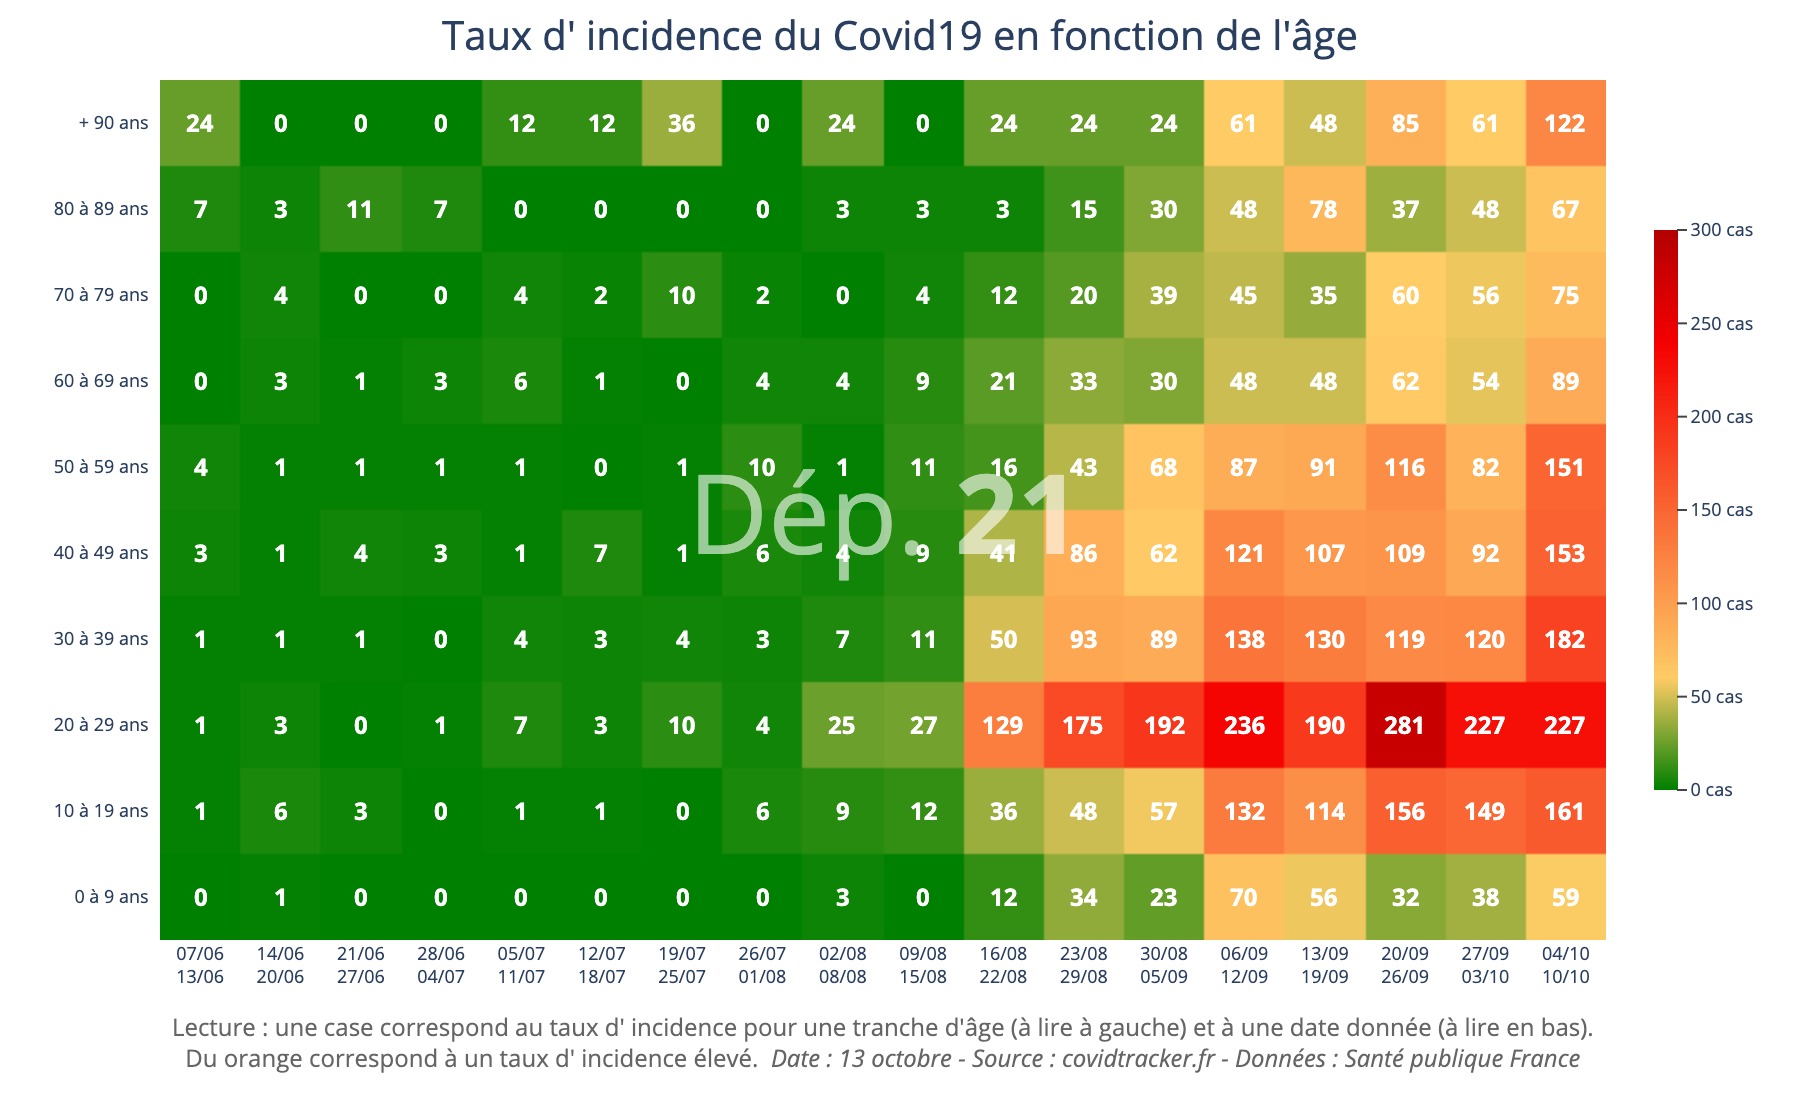 Taux d' incidence du Covid19 en fonction de l'âge
+ 90 ans 24 0 0 0 12 12 36 0 24 0 24 24 24 61 48 85 61 122
80 à 89 ans 7 3 11 7 0 0 0 0 3 3 3 15 30 48 78 37 48 67
70 à 79 ans 0 4 0 0 4 2 10 2 0 4 12 20 39 45 35 60 56 75
60 à 69 ans 0 3 1 3 6 1 0 4 4 9 21 33 30 48 48 62 54 89
50 à 59 ans 4 1 1 1 1 0 1 10 1 11 16 43 68 87 91 116 82 151
Dép. 21
40 à 49 ans 3 1 4 3 1 7 1 6 4 9 41 86 62 121 107 109 92 153
30 à 39 ans 1 1 1 0 4 3 4 3 7 11 50 93 89 138 130 119 120 182
20 à 29 ans 1 3 0 1 7 3 10 4 25 27 129 175 192 236 190 281 227 227
10 à 19 ans 1 6 3 0 1 1 0 6 9 12 36 48 57 132 114 156 149 161
0 à 9 ans 0 1 0 0 0 0 0 0 3 0 12 34 23 70 56 32 38 59
07/06 14/06 21/06 28/06 05/07 12/07 19/07 26/07 02/08 09/08 16/08 23/08 30/08 06/09 13/09 20/09 27/09 04/10
13/06 20/06 27/06 04/07 11/07 18/07 25/07 01/08 08/08 15/08 22/08 29/08 05/09 12/09 19/09 26/09 03/10 10/10
300 cas
250 cas
200 cas
150 cas
100 cas
50 cas
0 cas
Lecture : une case correspond au taux d' incidence pour une tranche d'âge (à lire à gauche) et à une date donnée (à lire en bas).
Du orange correspond à un taux d' incidence élevé. Date : 13 octobre - Source : covidtracker.fr - Données : Santé publique France